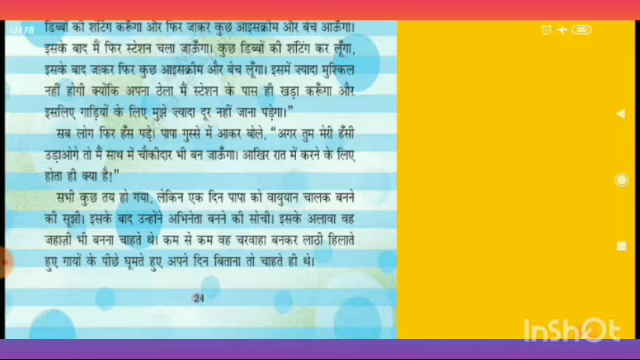 डिब्बों की शंटिंग करूँगा और फिर जाकर कुछ आइसक्रीम और बेच आऊँगा।
इसके बाद मैं फिर स्टेशन चला जाऊँगा। कुछ डिब्बों की शंटिंग कर लूँगा,
इसके बाद जाकर फिर कुछ आइसक्रीम और बेच लूँगा। इसमें ज्यादा मुश्किल
नहीं होगी क्योंकि अपना ठेला मैं स्टेशन के पास ही खड़ा करूँगा और
इसलिए गाड़ियों के लिए मुझे ज्यादा दूर नहीं जाना पड़ेगा।”
सब लोग फिर हँस पड़े। पापा गुस्से में आकर बोले, “अगर तुम मेरी हँसी
उड़ाओगे तो मैं साथ में चौकीदार भी बन जाऊँगा। आखिर रात में करने के लिए
होता ही क्या है!”
सभी कुछ तय हो गया, लेकिन एक दिन पापा को वायुयान चालक बनने
की सूझी। इसके बाद उन्होंने अभिनेता बनने की सोची। इसके अलावा वह
जहाज़ी भी बनना चाहते थे। कम से कम वह चरवाहा बनकर लाठी हिलाते
हुए गायों के पीछे घूमते हुए अपने दिन बिताना तो चाहते ही थे।
24
InShOt